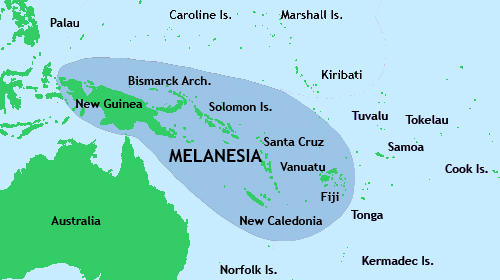 Palau
Caroline Is.
Marshall Is.
Kiribati
Bismarck Arch.
New Guinea
Solomon Is.
Tuvalu
Tokelau
Santa Cruz
Samoa
MELANESIA
Vanuatu
Cook Is.
Fiji
Australia
New Caledonia
Tonga
Kermadec Is.
Norfolk Is.